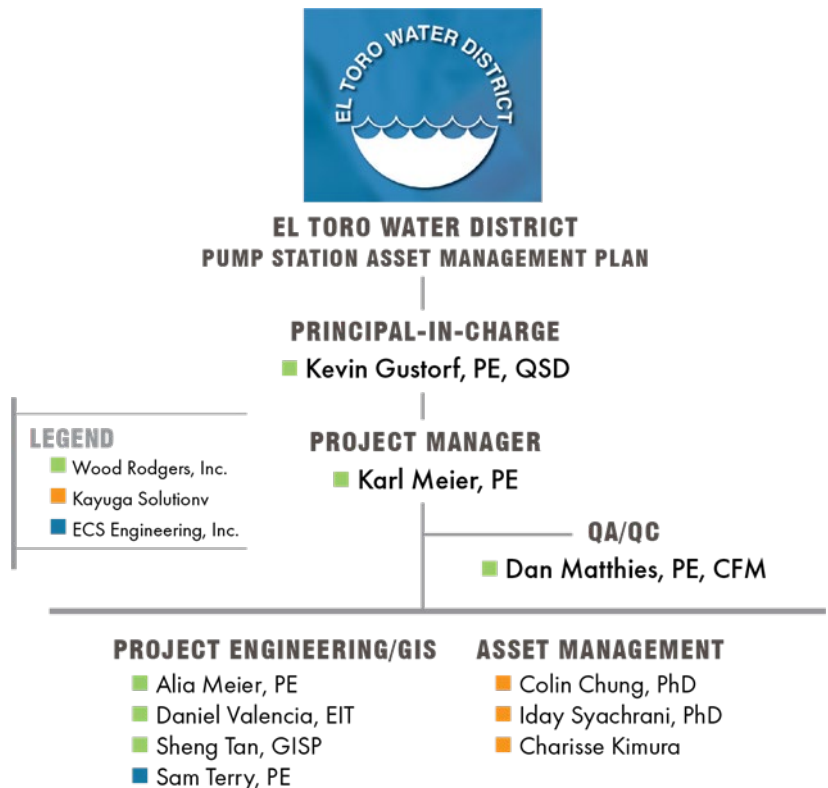 EL TORO WATER DISTRICT
EL TORO WATER DISTRICT
PUMP STATION ASSET MANAGEMENT PLAN
PRINCIPAL-IN-CHARGE
Kevin Gustorf, PE, QSD
LEGEND
Wood Rodgers, Inc.
Kayuga Solutionv
ECS Engineering, Inc.
PROJECT MANAGER
Karl Meier, PE
QA/QC
Dan Matthies, PE, CFM
PROJECT ENGINEERING/GIS
Alia Meier, PE
Daniel Valencia, EIT
Sheng Tan, GISP
Sam Terry, PE
ASSET MANAGEMENT
Colin Chung, PhD
Iday Syachrani, PhD
Charisse Kimura